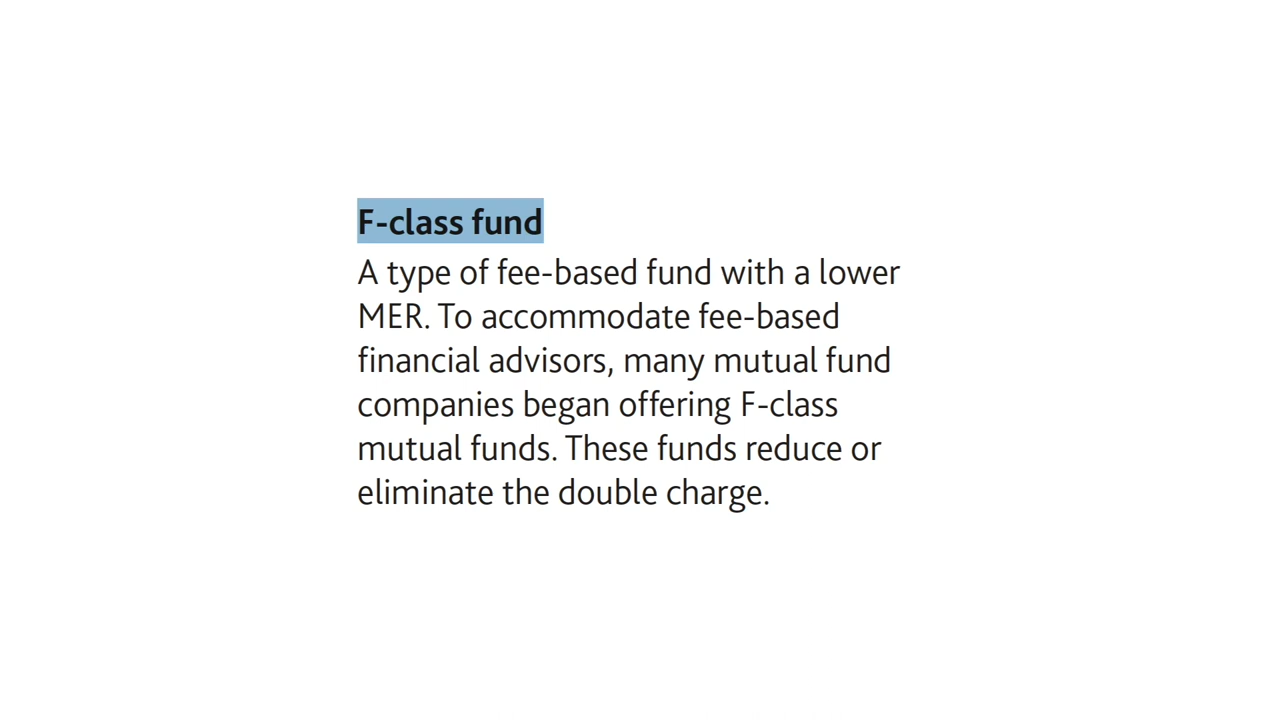 F-class fund
A type of fee-based fund with a lower
MER. To accommodate fee-based
financial advisors, many mutual fund
companies began offering F-class
mutual funds. These funds reduce or
eliminate the double charge.